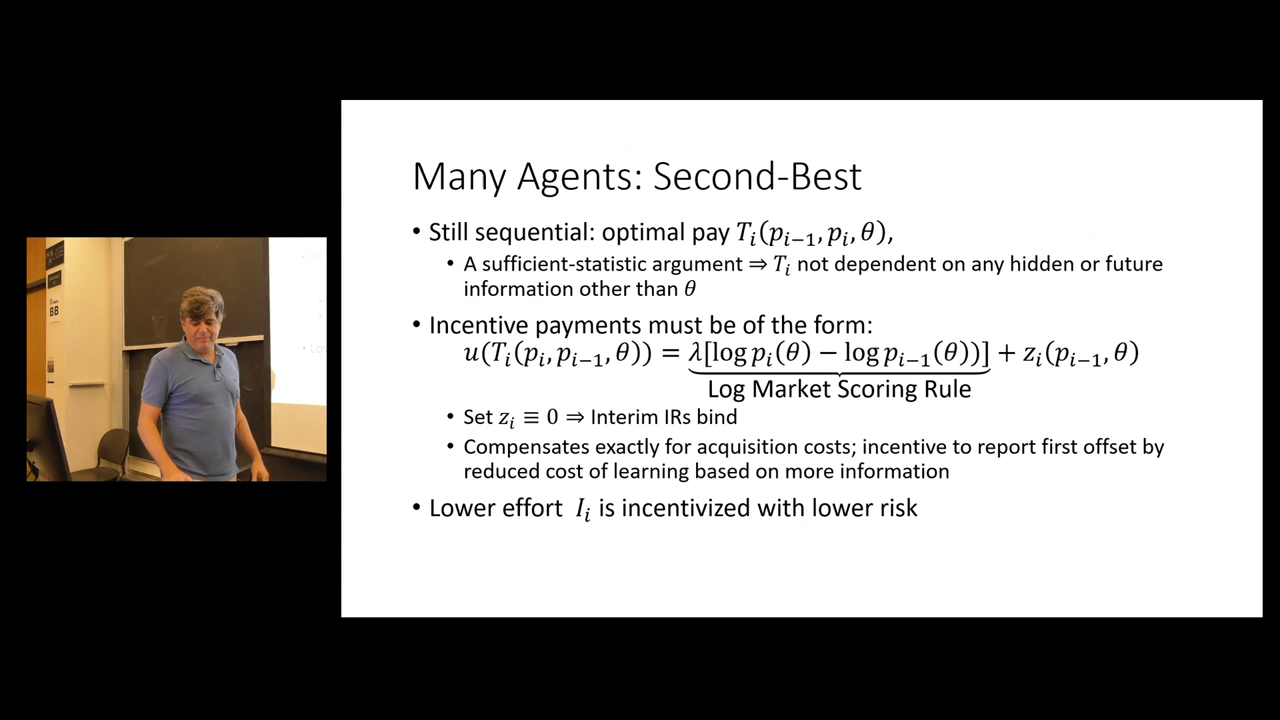 Many Agents: Second-Best
• Still sequential: optimal pay 𝑇ᵢ(𝑝ᵢ₋₁, 𝑝ᵢ, 𝜃),
• A sufficient-statistic argument ⇒ 𝑇ᵢ not dependent on any hidden or future
information other than 𝜃
• Incentive payments must be of the form:
𝑢(𝑇ᵢ(𝑝ᵢ, 𝑝ᵢ₋₁, 𝜃)) = 𝜆[log 𝑝ᵢ(𝜃) − log 𝑝ᵢ₋₁(𝜃))] + 𝑧ᵢ(𝑝ᵢ₋₁, 𝜃)
Log Market Scoring Rule
• Set 𝑧ᵢ ≡ 0 ⇒ Interim IRs bind
• Compensates exactly for acquisition costs; incentive to report first offset by
reduced cost of learning based on more information
• Lower effort 𝐼ᵢ is incentivized with lower risk
BB